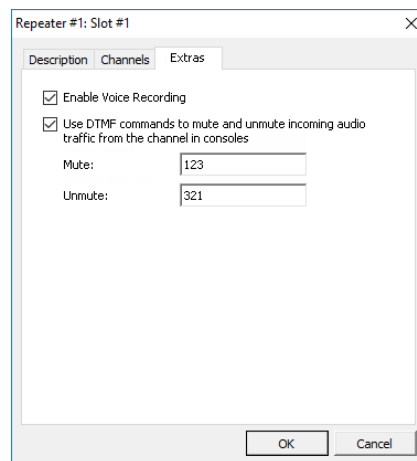 Repeater #1: Slot #1
Description Channels Extras
Enable Voice Recording
Use DTMF commands to mute and unmute incoming audio
traffic from the channel in consoles
Mute: 123
Unmute: 321
OK Cancel